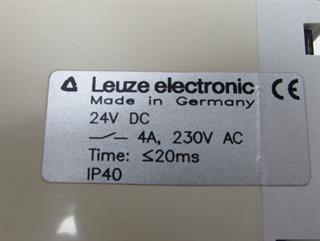 Leuze electronic
Made in Germany
CE
24V DC
4A, 230V AC
Time: ≤20ms
IP40